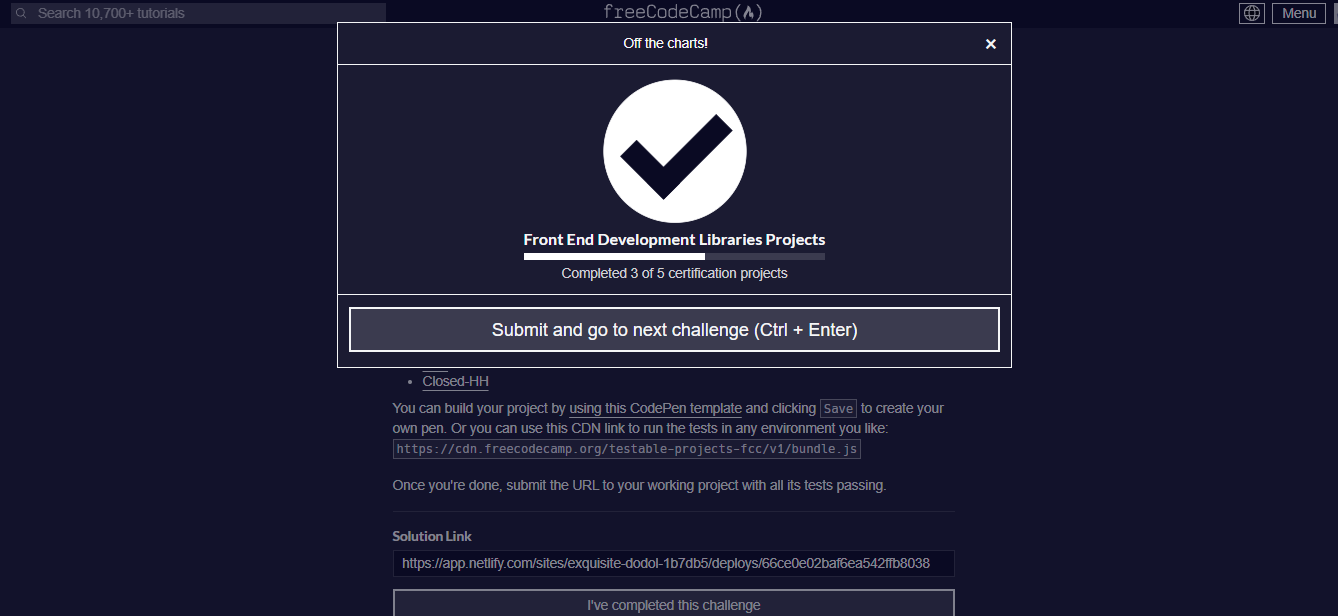 Search 10,700+ tutorials
freeCodeCamp(🔥)
Menu
Off the charts!
×
Front End Development Libraries Projects
Completed 3 of 5 certification projects
Submit and go to next challenge (Ctrl + Enter)
• Closed-HH
You can build your project by using this CodePen template and clicking Save to create your
own pen. Or you can use this CDN link to run the tests in any environment you like:
https://cdn.freecodecamp.org/testable-projects-fcc/v1/bundle.js
Once you're done, submit the URL to your working project with all its tests passing.
Solution Link
https://app.netlify.com/sites/exquisite-dodol-1b7db5/deploys/66ce0e02baf6ea542ffb8038
I've completed this challenge